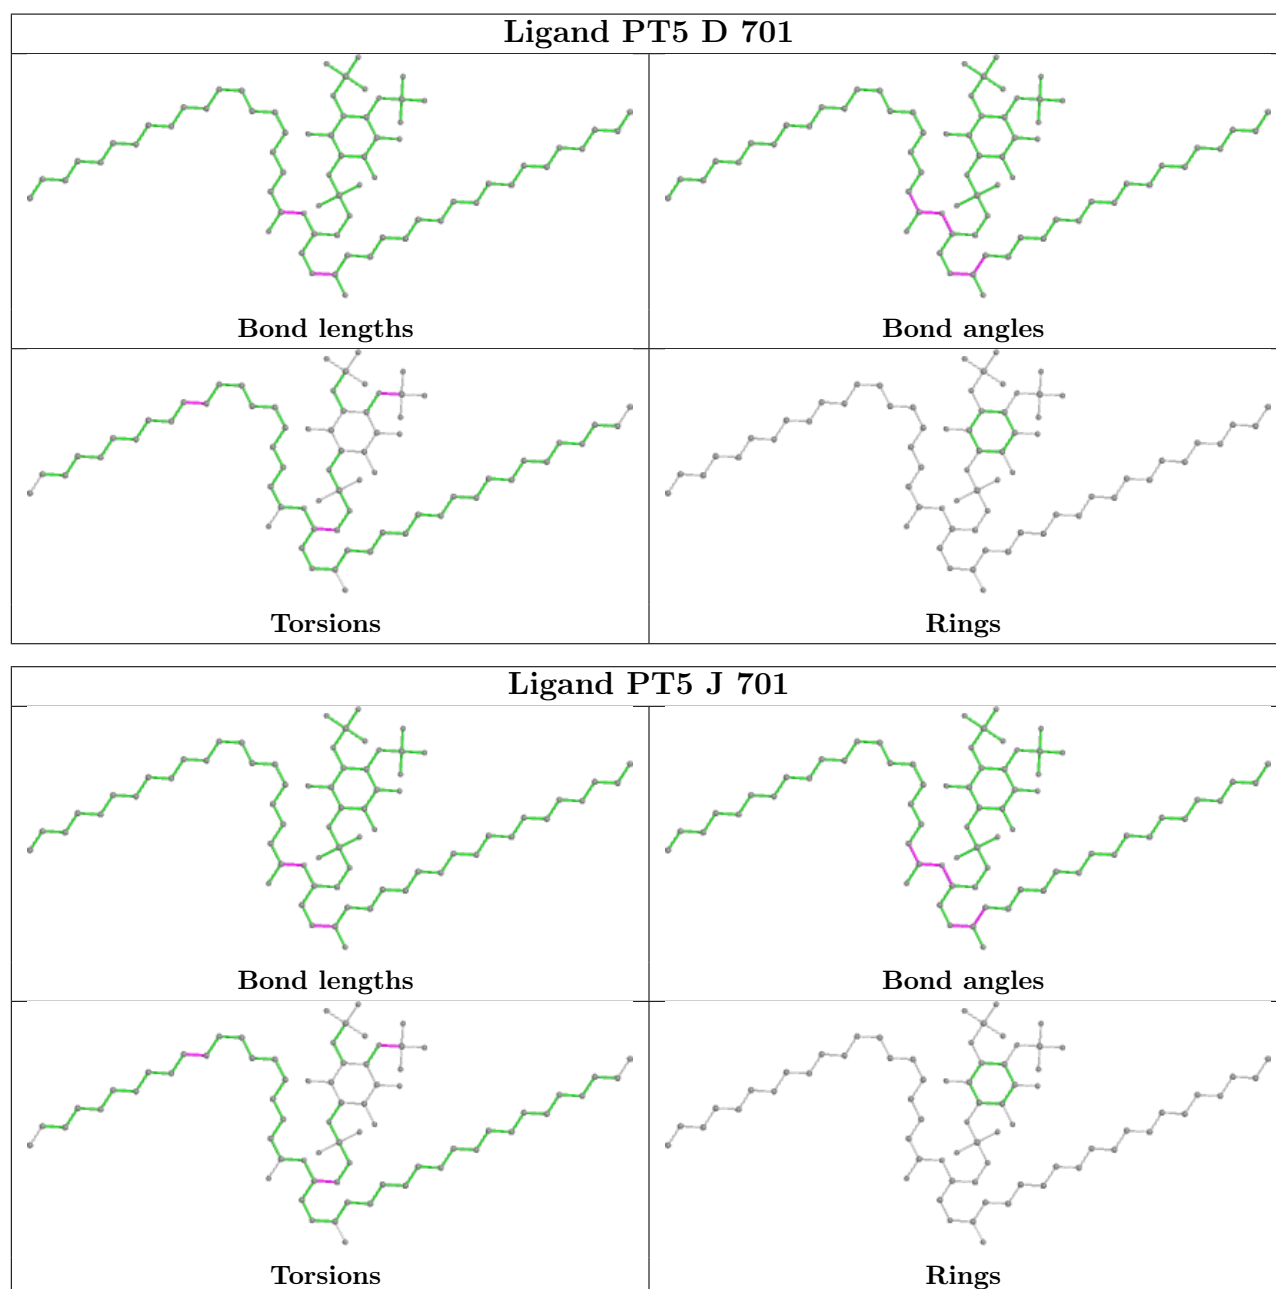 Ligand PT5 D 701
Bond lengths
Bond angles
Torsions
Rings
Ligand PT5 J 701
Bond lengths
Bond angles
Torsions
Rings